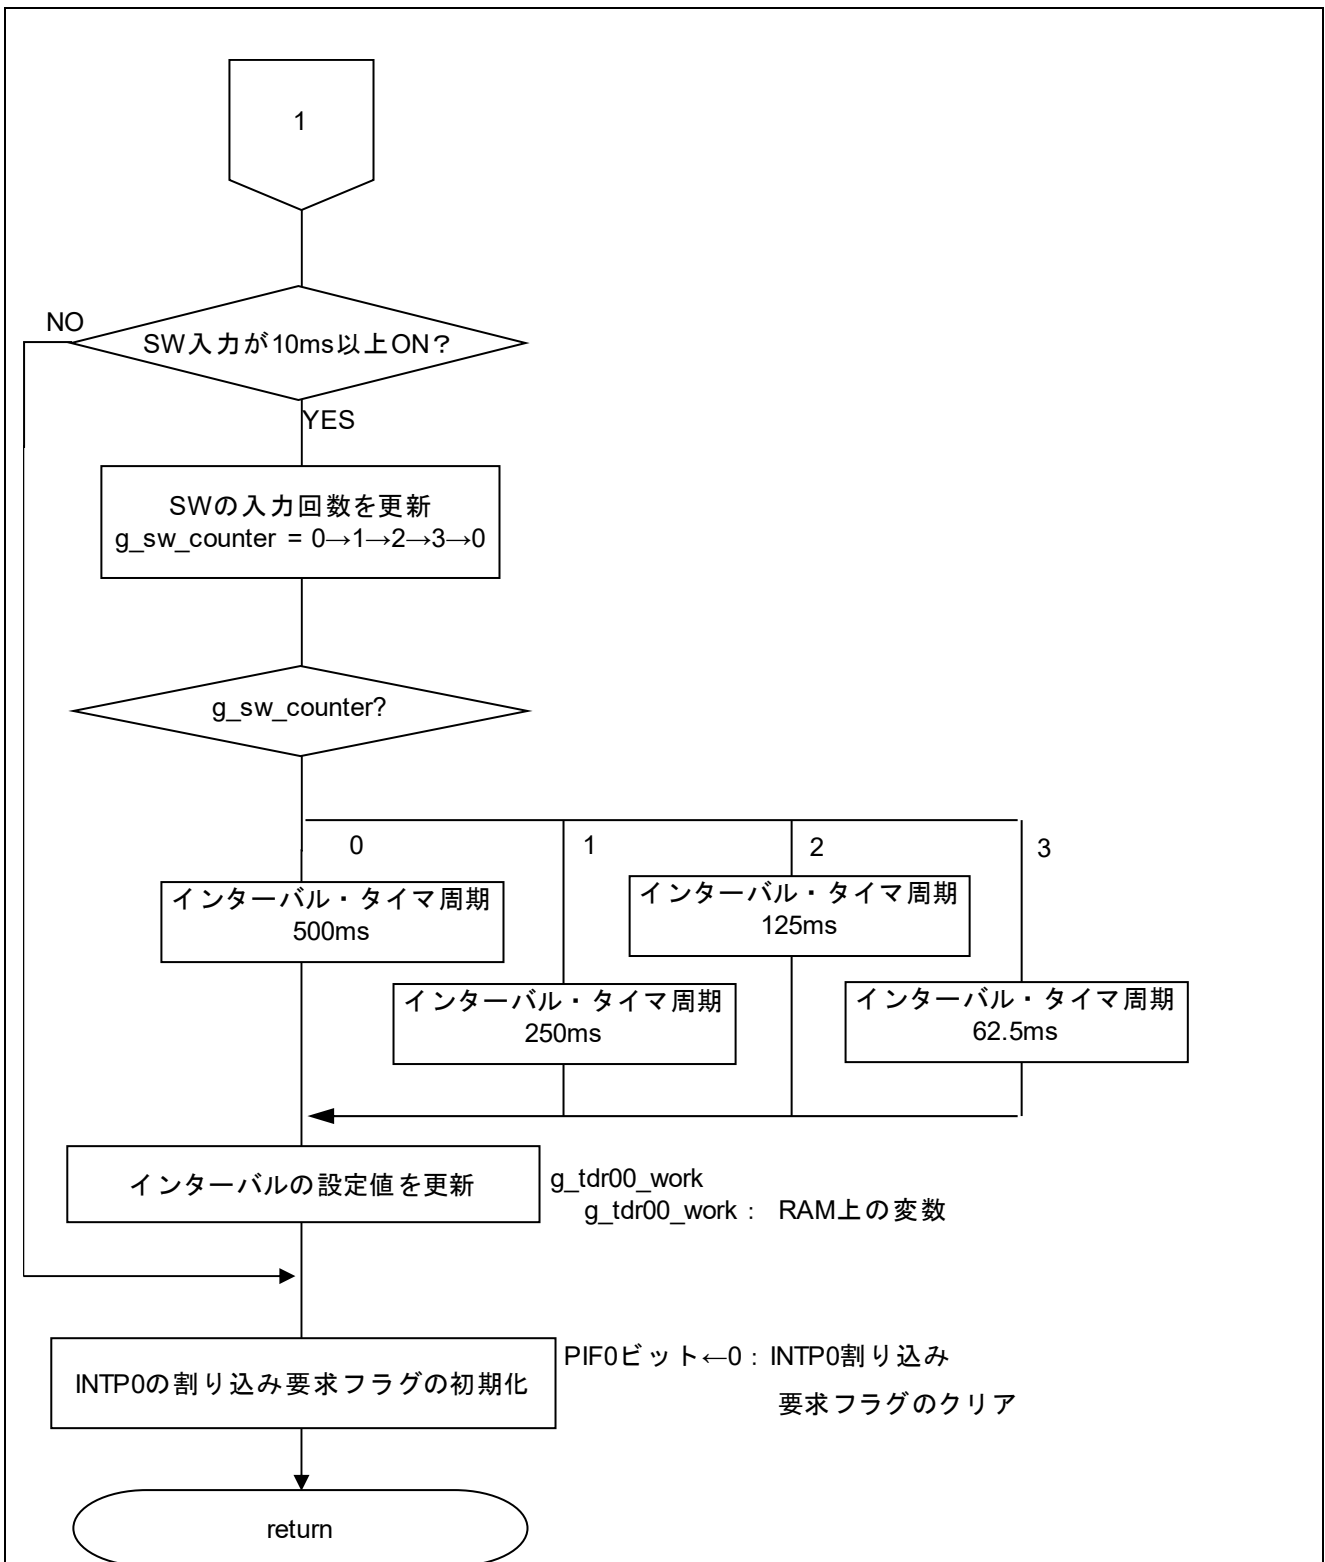 1
NO
SW入力が10ms以上ON?
YES
SWの入力回数を更新
g_sw_counter = 0→1→2→3→0
g_sw_counter?
0
1
2
3
インターバル・タイマ周期
500ms
インターバル・タイマ周期
125ms
インターバル・タイマ周期
250ms
インターバル・タイマ周期
62.5ms
インターバルの設定値を更新
g_tdr00_work
g_tdr00_work : RAM上の変数
INTP0の割り込み要求フラグの初期化
PIF0ビット←0 : INTP0割り込み
要求フラグのクリア
return